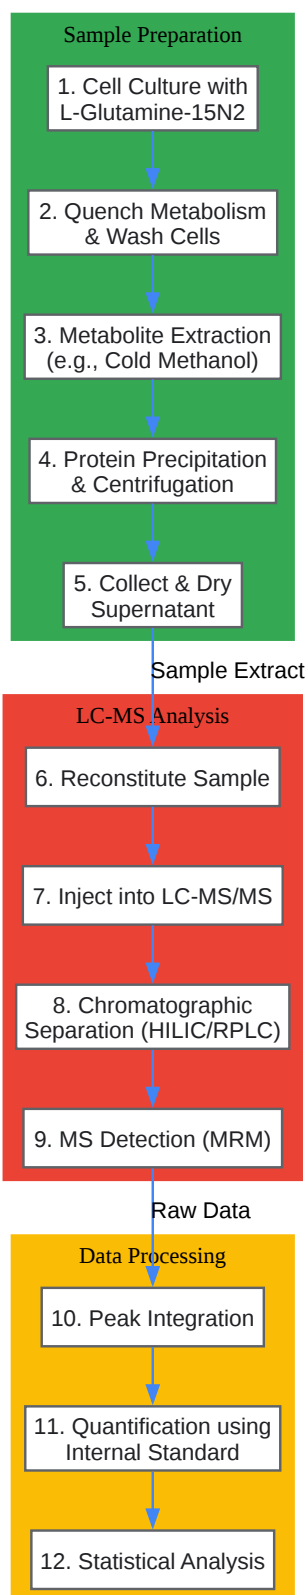 Sample Preparation
1. Cell Culture with
L-Glutamine-15N2
2. Quench Metabolism
& Wash Cells
3. Metabolite Extraction
(e.g., Cold Methanol)
4. Protein Precipitation
& Centrifugation
5. Collect & Dry
Supernatant
Sample Extract
LC-MS Analysis
6. Reconstitute Sample
7. Inject into LC-MS/MS
8. Chromatographic
Separation (HILIC/RPLC)
9. MS Detection (MRM)
Raw Data
Data Processing
10. Peak Integration
11. Quantification using
Internal Standard
12. Statistical Analysis